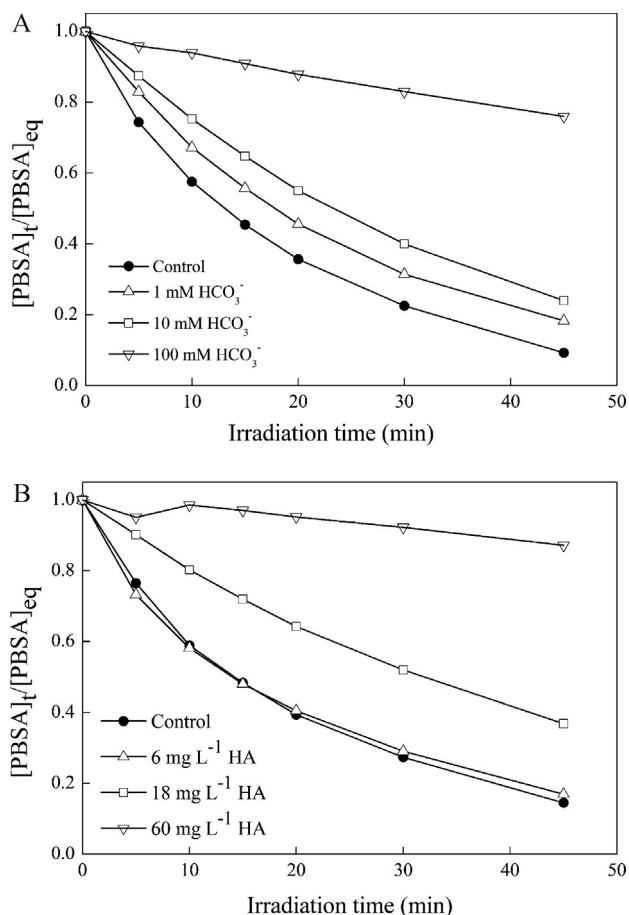 A
[PBSA]t/[PBSA]eq
1.0
0.8
0.6
0.4
0.2
0.0
Control
1 mM HCO3-
10 mM HCO3-
100 mM HCO3-
0 10 20 30 40 50
Irradiation time (min)
B
[PBSA]t/[PBSA]eq
1.0
0.8
0.6
0.4
0.2
0.0
Control
6 mg L-1 HA
18 mg L-1 HA
60 mg L-1 HA
0 10 20 30 40 50
Irradiation time (min)